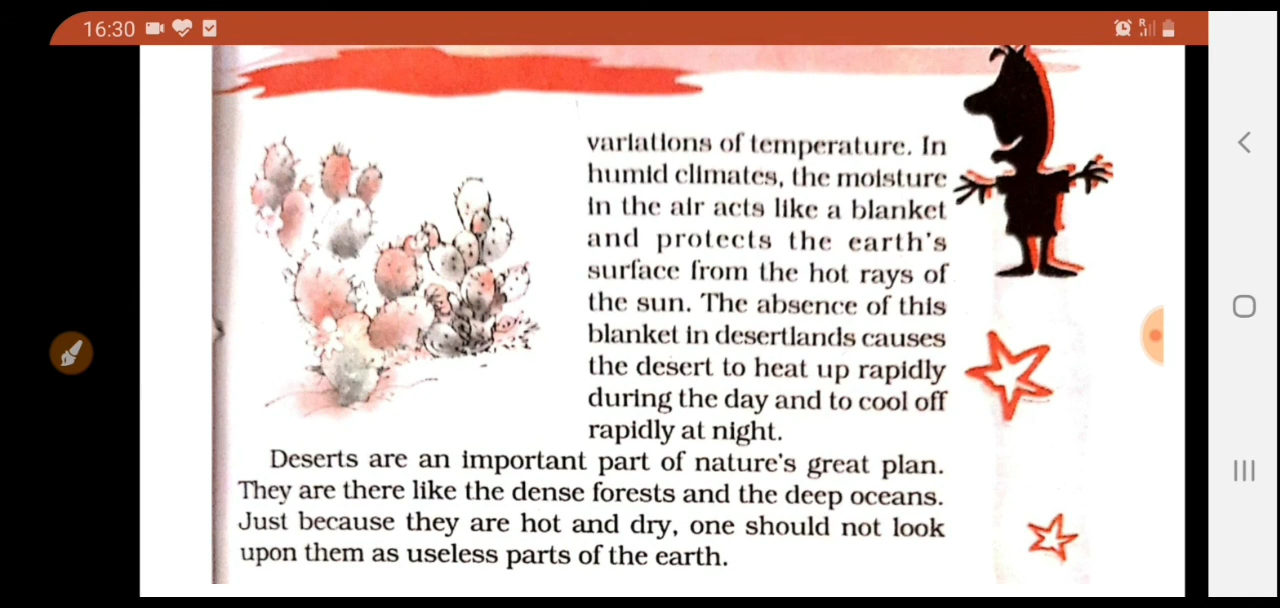 16:30
R
variations of temperature. In
humid climates, the moisture
in the air acts like a blanket
and protects the earth's
surface from the hot rays of
the sun. The absence of this
blanket in desertlands causes
the desert to heat up rapidly
during the day and to cool off
rapidly at night.
Deserts are an important part of nature's great plan.
They are there like the dense forests and the deep oceans.
Just because they are hot and dry, one should not look
upon them as useless parts of the earth.